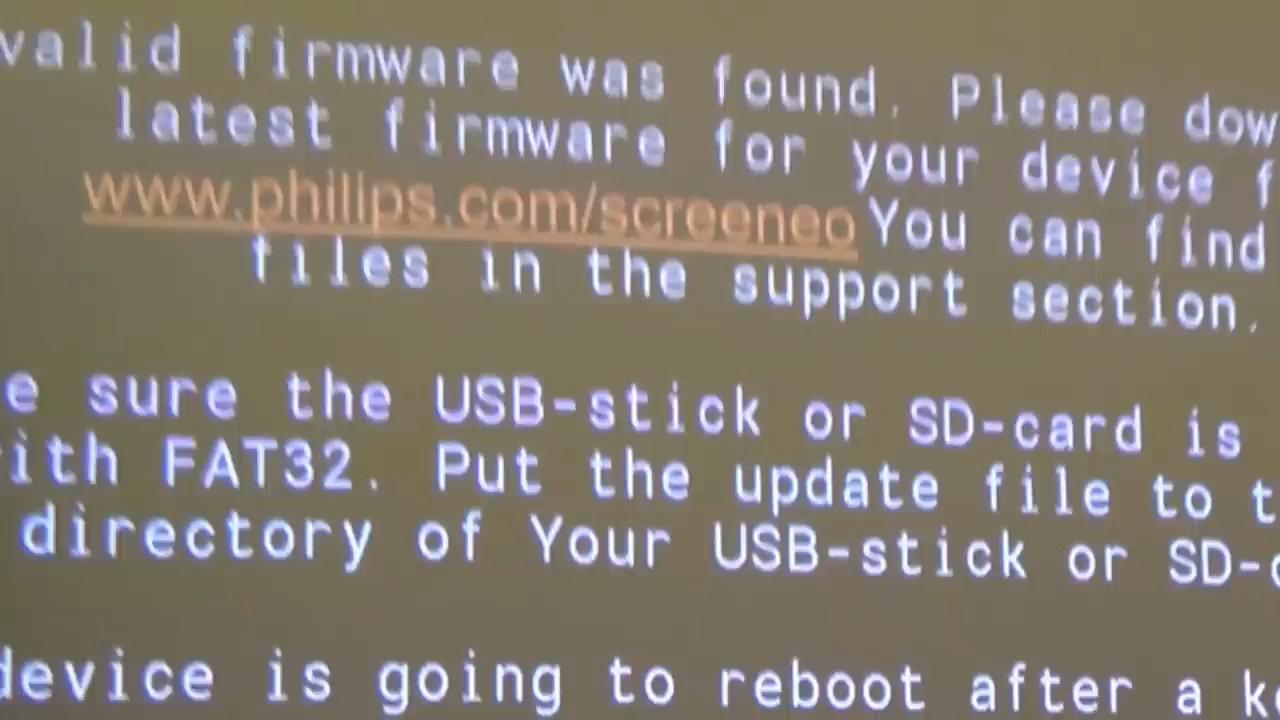 valid firmware was found. Please dow
latest firmware for your device f
www.philips.com/screeneo You can find
files in the support section.
e sure the USB-stick or SD-card is
ith FAT32. Put the update file to t
directory of Your USB-stick or SD-c
device is going to reboot after a k